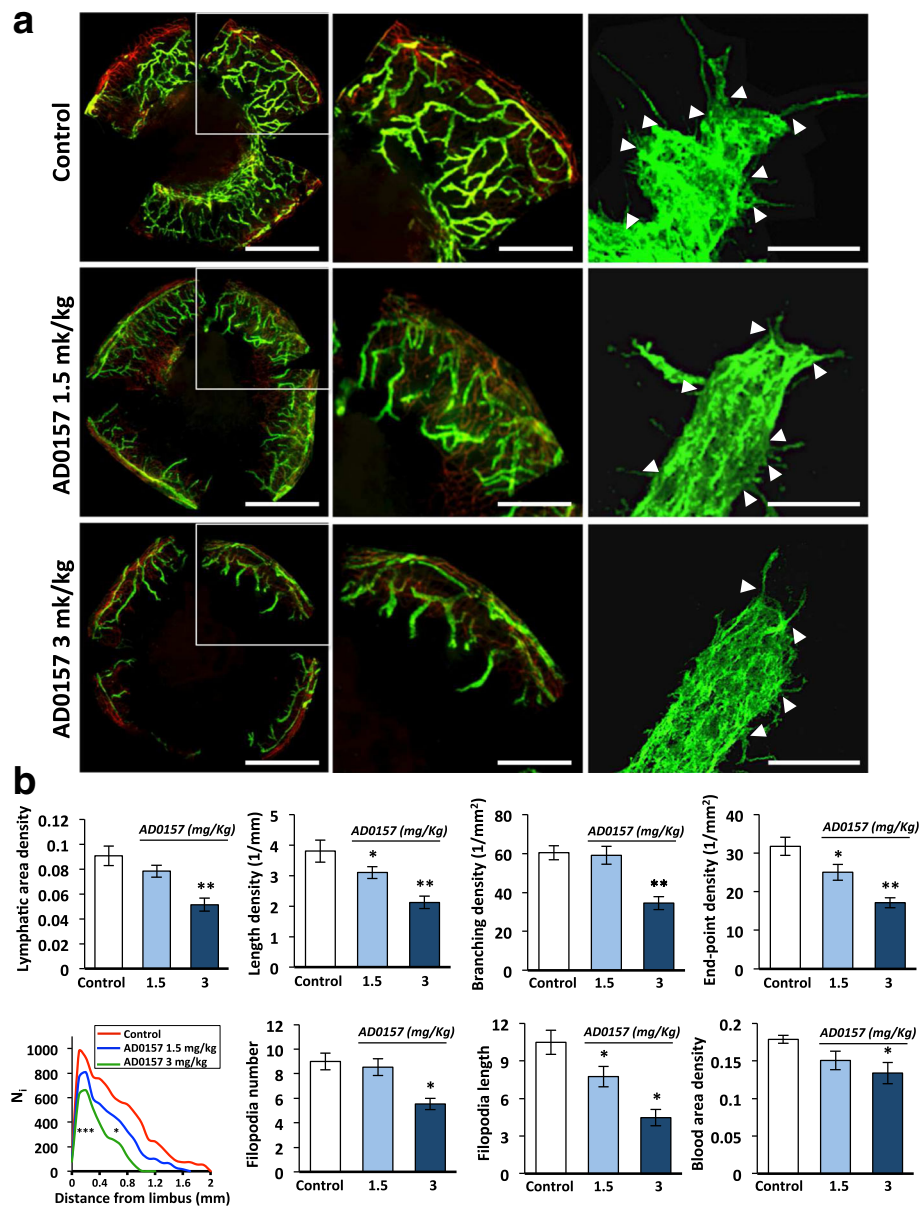 a
Control
AD0157 1.5 mk/kg
AD0157 3 mk/kg
b
Lymphatic area density
0.12
0.1
0.08
0.06
0.04
0.02
0
AD0157 (mg/Kg)
**
Control 1.5 3
Length density (1/mm)
5
4
3
2
1
0
AD0157 (mg/Kg)
*
**
Control 1.5 3
Branching density (1/mm²)
80
60
40
20
0
AD0157 (mg/Kg)
**
Control 1.5 3
End-point density (1/mm²)
40
30
20
10
0
AD0157 (mg/Kg)
*
**
Control 1.5 3
Ni
1000
800
600
400
200
0
Control
AD0157 1.5 mg/kg
AD0157 3 mg/kg
***
*
0 0.4 0.8 1.2 1.6 2
Distance from limbus (mm)
Filopodia number
12
10
8
6
4
2
0
AD0157 (mg/Kg)
*
Control 1.5 3
Filopodia length
12
9
6
3
0
AD0157 (mg/Kg)
*
*
Control 1.5 3
Blood area density
0.2
0.15
0.1
0.05
0
AD0157 (mg/Kg)
*
Control 1.5 3